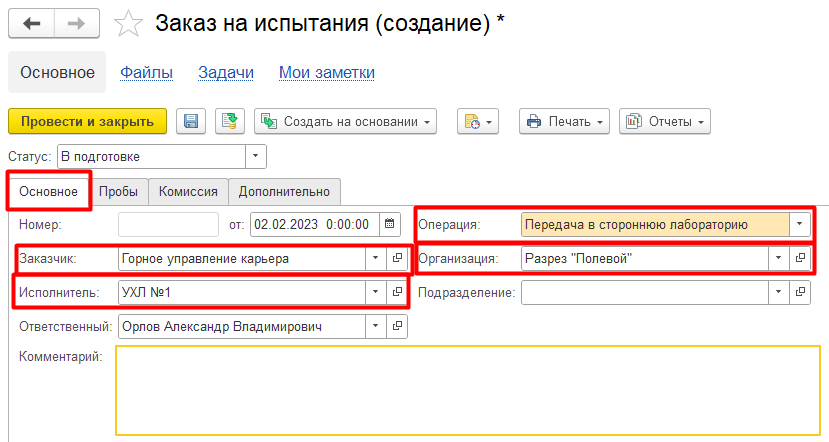 Заказ на испытания (создание) *
Основное Файлы Задачи Мои заметки
Провести и закрыть Создать на основании Печать Отчеты
Статус: В подготовке
Основное Пробы Комиссия Дополнительно
Номер: от: 02.02.2023 0:00:00 Операция: Передача в стороннюю лабораторию
Заказчик: Горное управление карьера Организация: Разрез "Полевой"
Исполнитель: УХЛ №1 Подразделение:
Ответственный: Орлов Александр Владимирович
Комментарий: